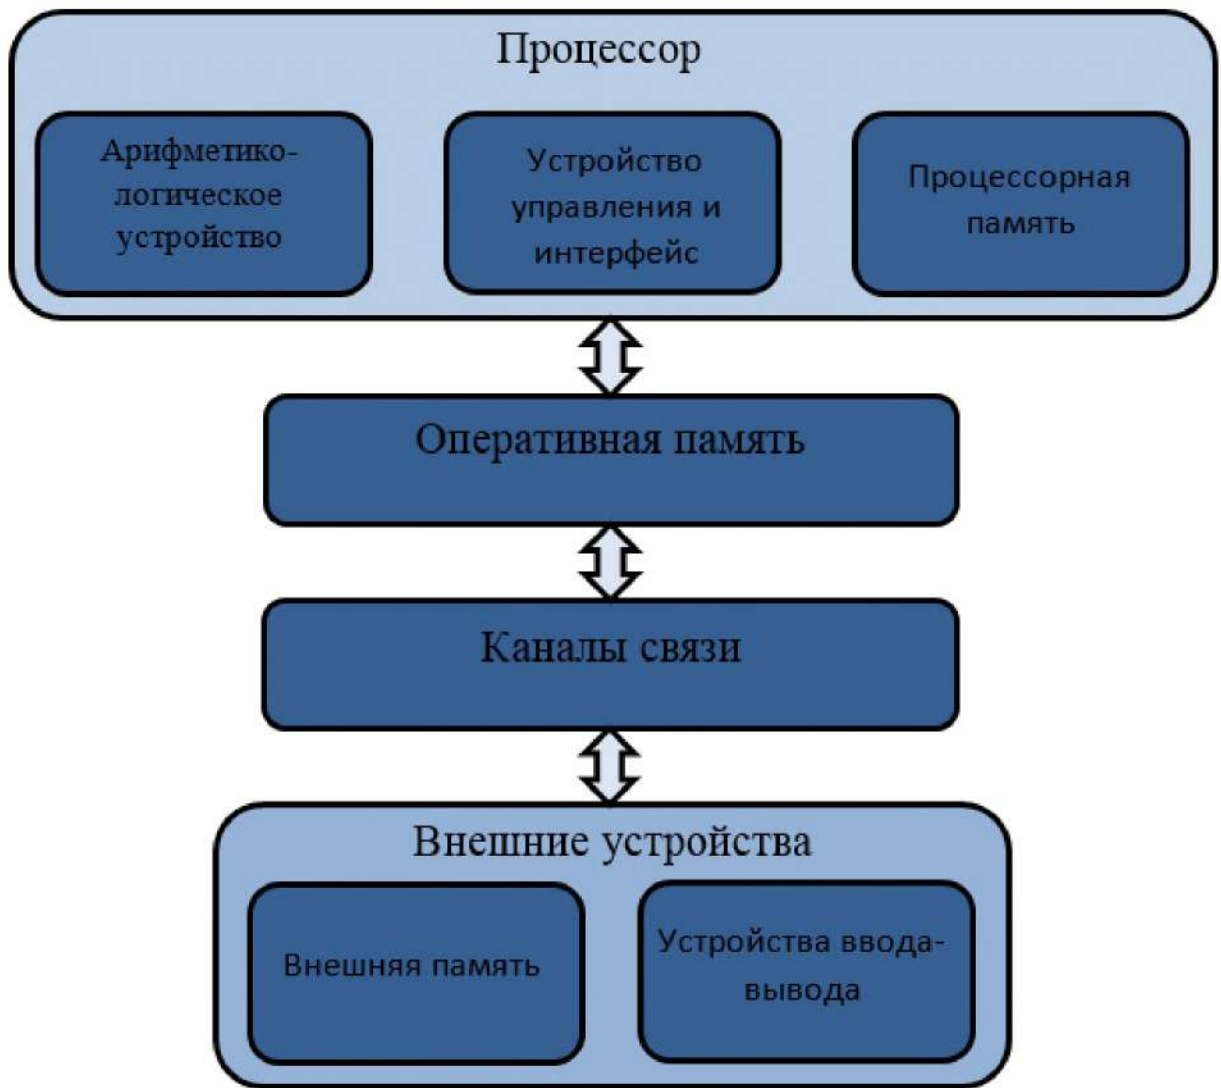 Процессор
Арифметико-
логическое
устройство
Устройство
управления и
интерфейс
Процессорная
память
Оперативная память
Каналы связи
Внешние устройства
Внешняя память
Устройства ввода-
вывода